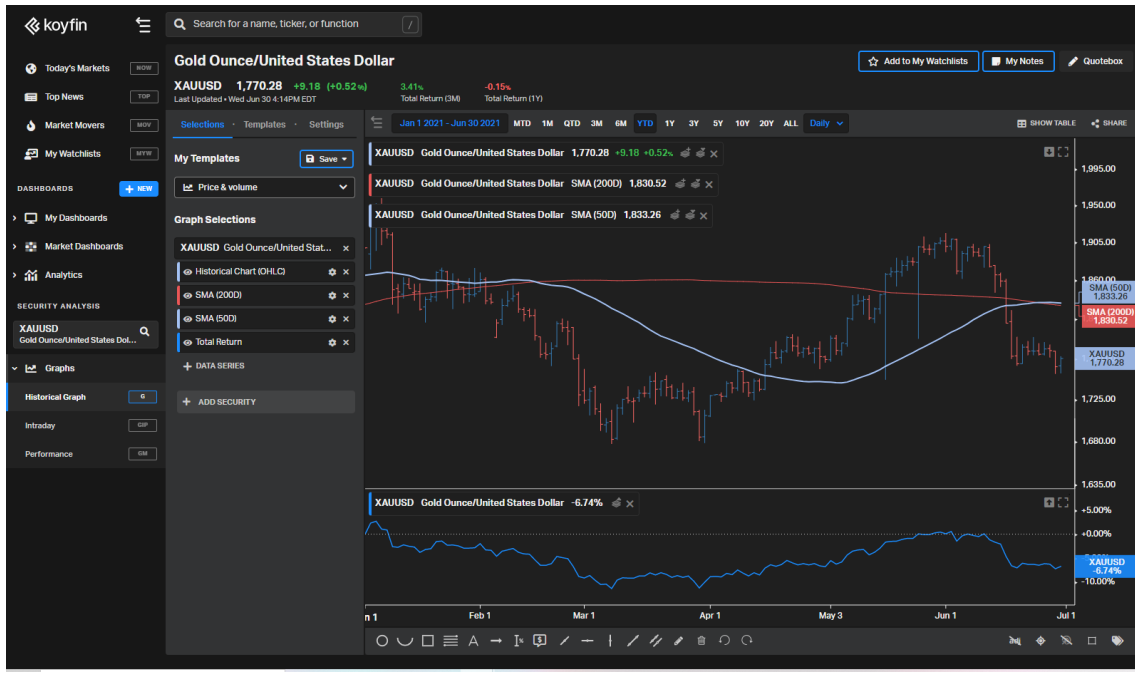 koyfin
Search for a name, ticker, or function /
Today's Markets NOW
Top News TOP
Market Movers MOV
My Watchlists MYW
DASHBOARDS + NEW
My Dashboards
Market Dashboards
Analytics
SECURITY ANALYSIS
XAUUSD
Gold Ounce/United States Dol...
Graphs
Historical Graph G
Intraday GIP
Performance GM
Gold Ounce/United States Dollar
Add to My Watchlists My Notes Quotebox
XAUUSD 1,770.28 +9.18 (+0.52%) 3.41% -0.15%
Last Updated • Wed Jun 30 4:14PM EDT Total Return (3M) Total Return (1Y)
Selections · Templates · Settings
My Templates Save
Price & volume
Graph Selections
XAUUSD Gold Ounce/United Stat... ×
Historical Chart (OHLC) ×
SMA (200D) ×
SMA (50D) ×
Total Return ×
+ DATA SERIES
+ ADD SECURITY
Jan 1 2021 - Jun 30 2021 MTD 1M QTD 3M 6M YTD 1Y 3Y 5Y 10Y 20Y ALL Daily SHOW TABLE SHARE
XAUUSD Gold Ounce/United States Dollar 1,770.28 +9.18 +0.52% ×
XAUUSD Gold Ounce/United States Dollar SMA (200D) 1,830.52 ×
XAUUSD Gold Ounce/United States Dollar SMA (50D) 1,833.26 ×
1,995.00
1,950.00
1,905.00
1,860.00
SMA (50D)
1,833.26
SMA (200D)
1,830.52
XAUUSD
1,770.28
1,725.00
1,680.00
1,635.00
XAUUSD Gold Ounce/United States Dollar -6.74% ×
+5.00%
+0.00%
XAUUSD
-6.74%
-10.00%
n 1 Feb 1 Mar 1 Apr 1 May 3 Jun 1 Jul 1
A $